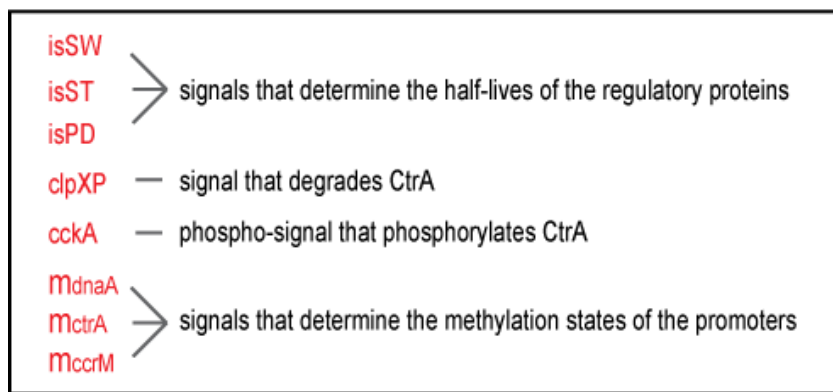 isSW
isST signals that determine the half-lives of the regulatory proteins
isPD
clpXP signal that degrades CtrA
cckA phospho-signal that phosphorylates CtrA
mdnaA
mctrA signals that determine the methylation states of the promoters
mccrM